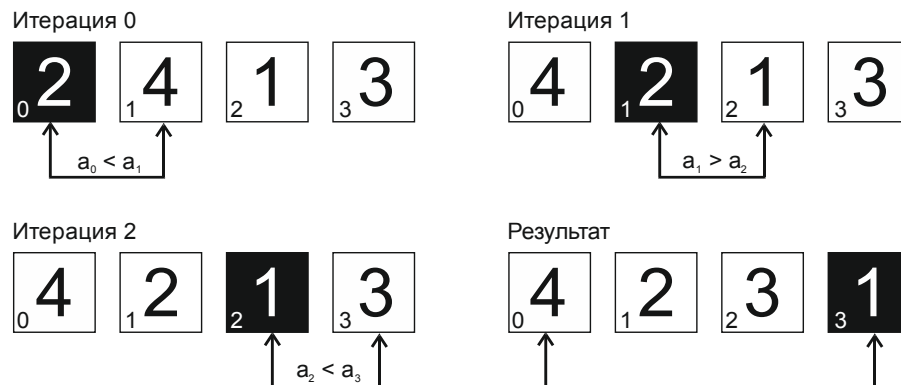 Итерация 0
2 4 1 3
0 1 2 3
a₀ < a₁
Итерация 1
4 2 1 3
0 1 2 3
a₁ > a₂
Итерация 2
4 2 1 3
0 1 2 3
a₂ < a₃
Результат
4 2 3 1
0 1 2 3